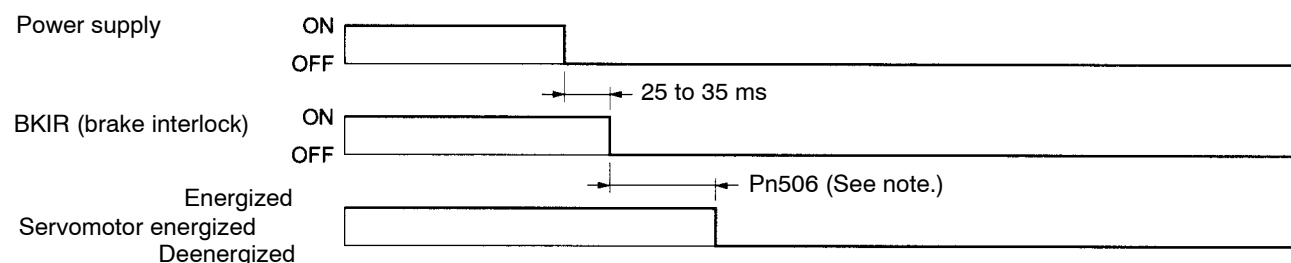 Power supply
ON
OFF
25 to 35 ms
BKIR (brake interlock)
ON
OFF
Pn506 (See note.)
Energized
Servomotor energized
Deenergized